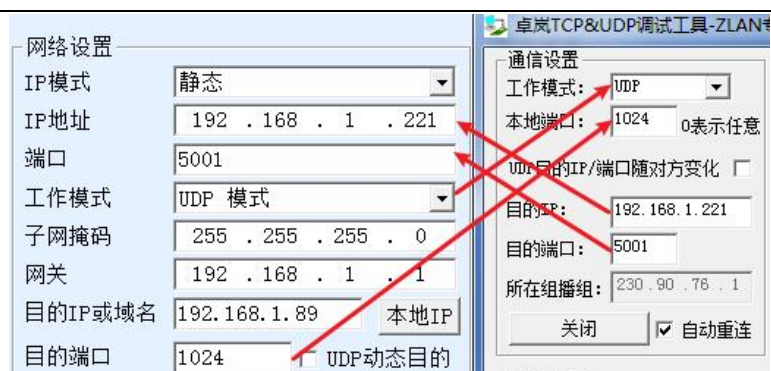 网络设置
IP模式 静态
IP地址 192 . 168 . 1 . 221
端口 5001
工作模式 UDP 模式
子网掩码 255 . 255 . 255 . 0
网关 192 . 168 . 1 . 1
目的IP或域名 192.168.1.89 本地IP
目的端口 1024 UDP动态目的
卓岚TCP&UDP调试工具-ZLAN
通信设置
工作模式: UDP
本地端口: 1024 0表示任意
UDP目的IP/端口随对方变化
目的IP: 192.168.1.221
目的端口: 5001
所在组播组: 230 . 90 . 76 . 1
关闭 自动重连